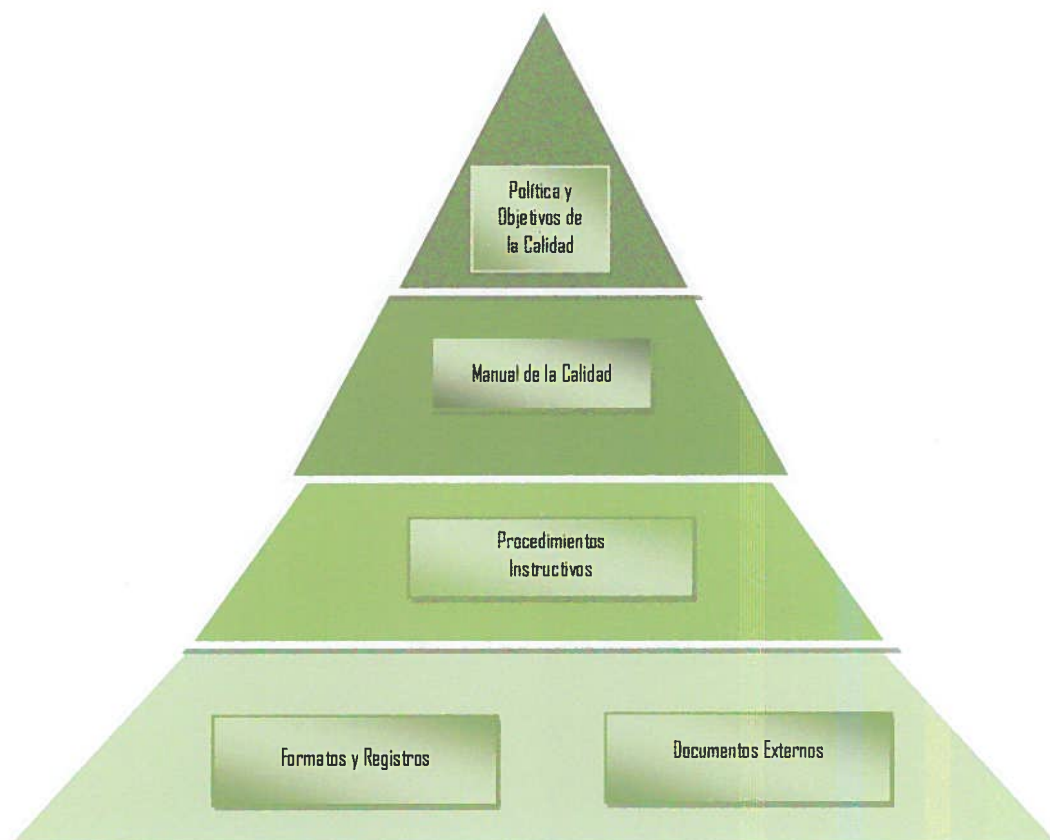 Política y
Objetivos de
la Calidad
Manual de la Calidad
Procedimientos
Instructivos
Formatos y Registros
Documentos Externos